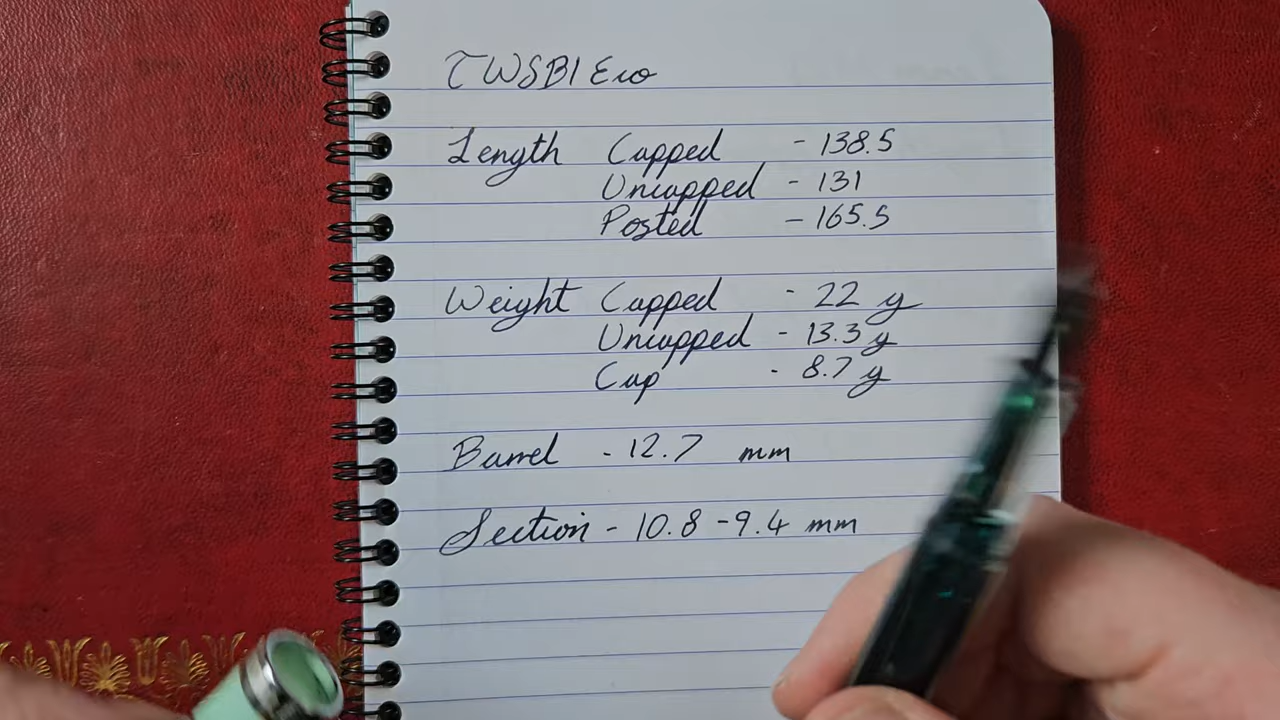 TWSBI Eco
Length Capped - 138.5
Uncapped - 131
Posted - 165.5
Weight Capped - 22 g
Uncapped - 13.3 g
Cap - 8.7 g
Barrel - 12.7 mm
Section - 10.8 - 9.4 mm